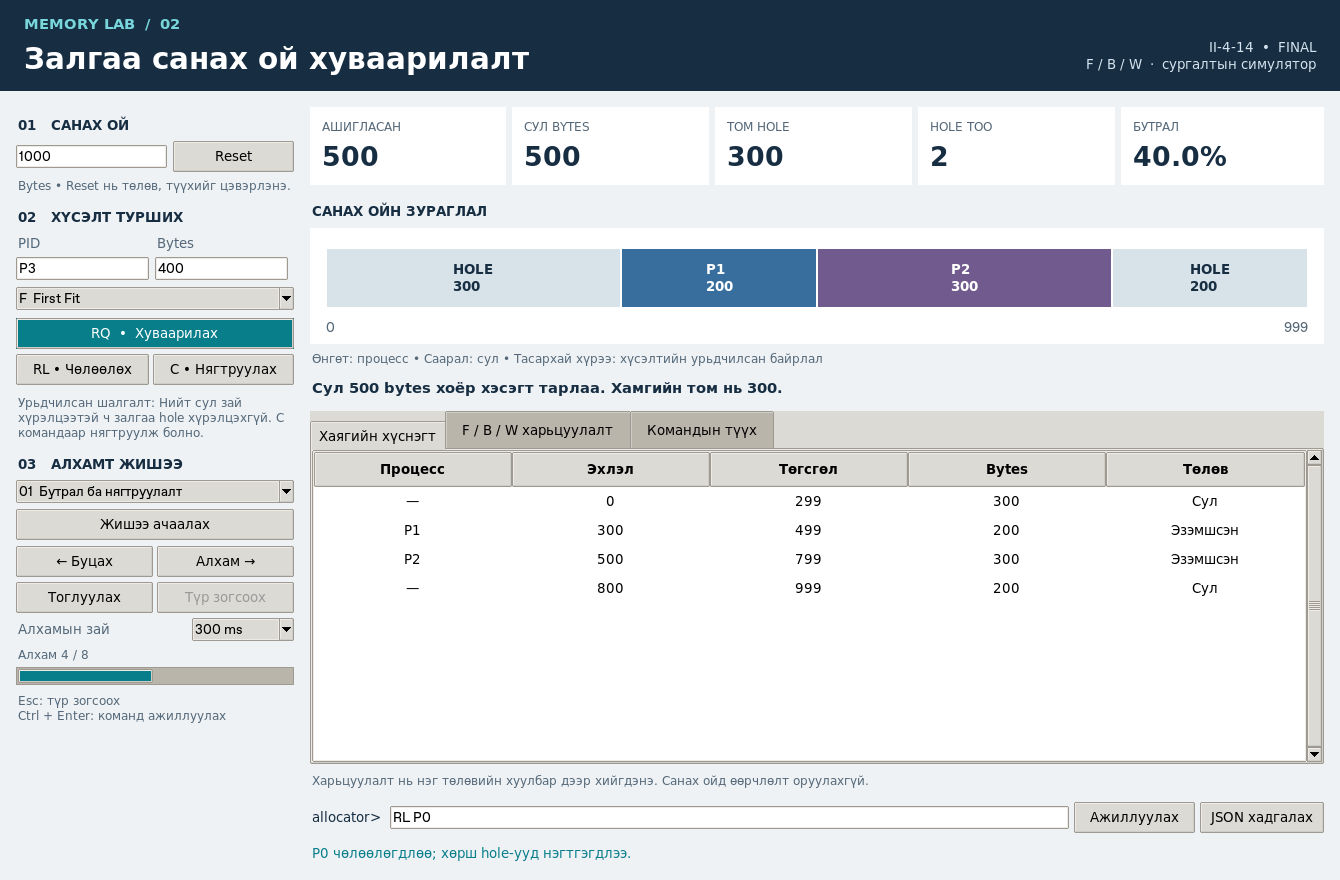 MEMORY LAB / 02
Залгаа санах ой хуваарилалт
II-4-14 • FINAL
F / B / W · сургалтын симулятор
01 САНАХ ОЙ
1000
Reset
Bytes • Reset нь төлөв, түүхийг цэвэрлэнэ.
02 ХҮСЭЛТ ТУРШИХ
PID
Bytes
P3
400
F First Fit
RQ • Хуваарилах
RL • Чөлөөлөх
C • Нягтруулах
Урьдчилсан шалгалт: Нийт сул зай
хүрэлцээтэй ч залгаа hole хүрэлцэхгүй. C
командаар нягтруулж болно.
03 АЛХАМТ ЖИШЭЭ
01 Бутрал ба нягтруулалт
Жишээ ачаалах
← Буцах
Алхам →
Тоглуулах
Түр зогсоох
Алхамын зай
300 ms
Алхам 4 / 8
Esc: түр зогсоох
Ctrl + Enter: команд ажиллуулах
АШИГЛАСАН
500
СУЛ BYTES
500
ТОМ HOLE
300
HOLE ТОО
2
БУТРАЛ
40.0%
САНАХ ОЙН ЗУРАГЛАЛ
HOLE
300
P1
200
P2
300
HOLE
200
0
999
Өнгөт: процесс • Саарал: сул • Тасархай хүрээ: хүсэлтийн урьдчилсан байрлал
Сул 500 bytes хоёр хэсэгт тарлаа. Хамгийн том нь 300.
Хаягийн хүснэгт
F / B / W харьцуулалт
Командын түүх
Процесс Эхлэл Төгсгөл Bytes Төлөв
— 0 299 300 Сул
P1 300 499 200 Эзэмшсэн
P2 500 799 300 Эзэмшсэн
— 800 999 200 Сул
Харьцуулалт нь нэг төлөвийн хуулбар дээр хийгдэнэ. Санах ойд өөрчлөлт оруулахгүй.
allocator>
RL P0
Ажиллуулах
JSON хадгалах
P0 чөлөөлөгдлөө; хөрш hole-ууд нэгтгэгдлээ.